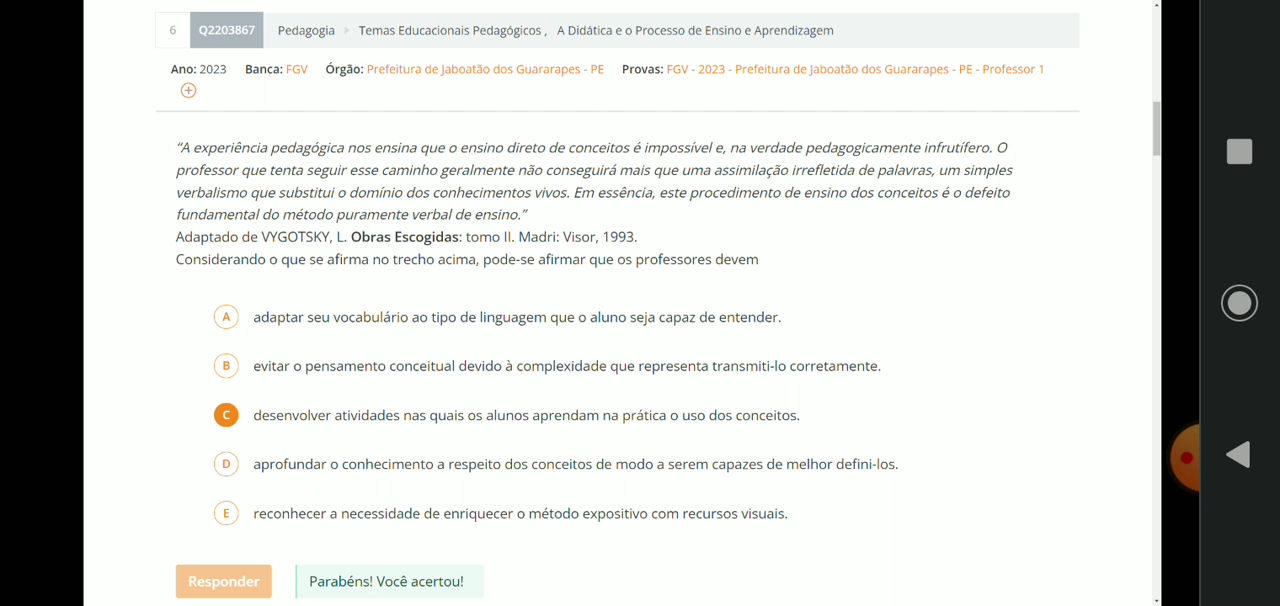 6 Q2203867 Pedagogia Temas Educacionais Pedagógicos , A Didática e o Processo de Ensino e Aprendizagem
Ano: 2023 Banca: FGV Órgão: Prefeitura de Jaboatão dos Guararapes - PE Provas: FGV - 2023 - Prefeitura de Jaboatão dos Guararapes - PE - Professor 1
“A experiência pedagógica nos ensina que o ensino direto de conceitos é impossível e, na verdade pedagogicamente infrutífero. O
professor que tenta seguir esse caminho geralmente não conseguirá mais que uma assimilação irrefletida de palavras, um simples
verbalismo que substitui o domínio dos conhecimentos vivos. Em essência, este procedimento de ensino dos conceitos é o defeito
fundamental do método puramente verbal de ensino.”
Adaptado de VYGOTSKY, L. Obras Escogidas: tomo II. Madri: Visor, 1993.
Considerando o que se afirma no trecho acima, pode-se afirmar que os professores devem
A adaptar seu vocabulário ao tipo de linguagem que o aluno seja capaz de entender.
B evitar o pensamento conceitual devido à complexidade que representa transmiti-lo corretamente.
C desenvolver atividades nas quais os alunos aprendam na prática o uso dos conceitos.
D aprofundar o conhecimento a respeito dos conceitos de modo a serem capazes de melhor defini-los.
E reconhecer a necessidade de enriquecer o método expositivo com recursos visuais.
Responder Parabéns! Você acertou!